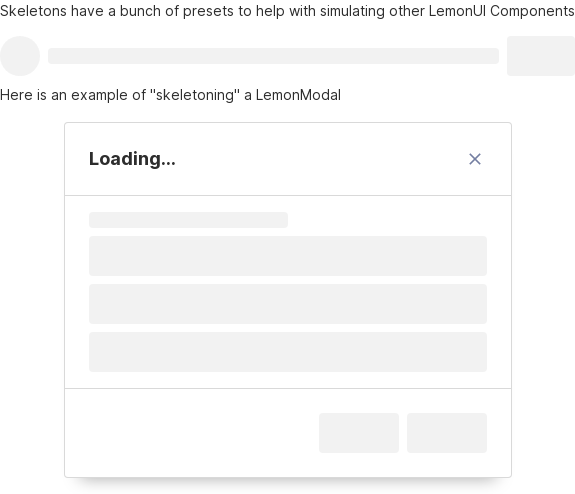 Skeletons have a bunch of presets to help with simulating other LemonUI Components
Here is an example of "skeletoning" a LemonModal
Loading...